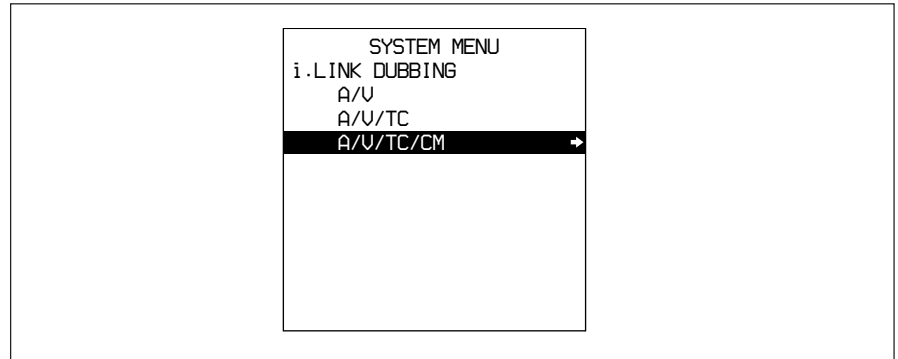 SYSTEM MENU
i.LINK DUBBING
A/V
A/V/TC
A/V/TC/CM ➔